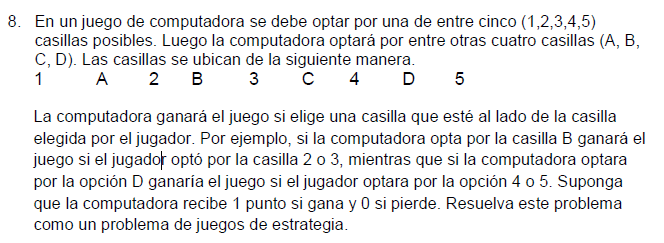 8. En un juego de computadora se debe optar por una de entre cinco (1,2,3,4,5)
casillas posibles. Luego la computadora optará por entre otras cuatro casillas (A, B,
C, D). Las casillas se ubican de la siguiente manera.
1 A 2 B 3 C 4 D 5
La computadora ganará el juego si elige una casilla que esté al lado de la casilla
elegida por el jugador. Por ejemplo, si la computadora opta por la casilla B ganará el
juego si el jugador optó por la casilla 2 o 3, mientras que si la computadora optara
por la opción D ganaría el juego si el jugador optara por la opción 4 o 5. Suponga
que la computadora recibe 1 punto si gana y 0 si pierde. Resuelva este problema
como un problema de juegos de estrategia.